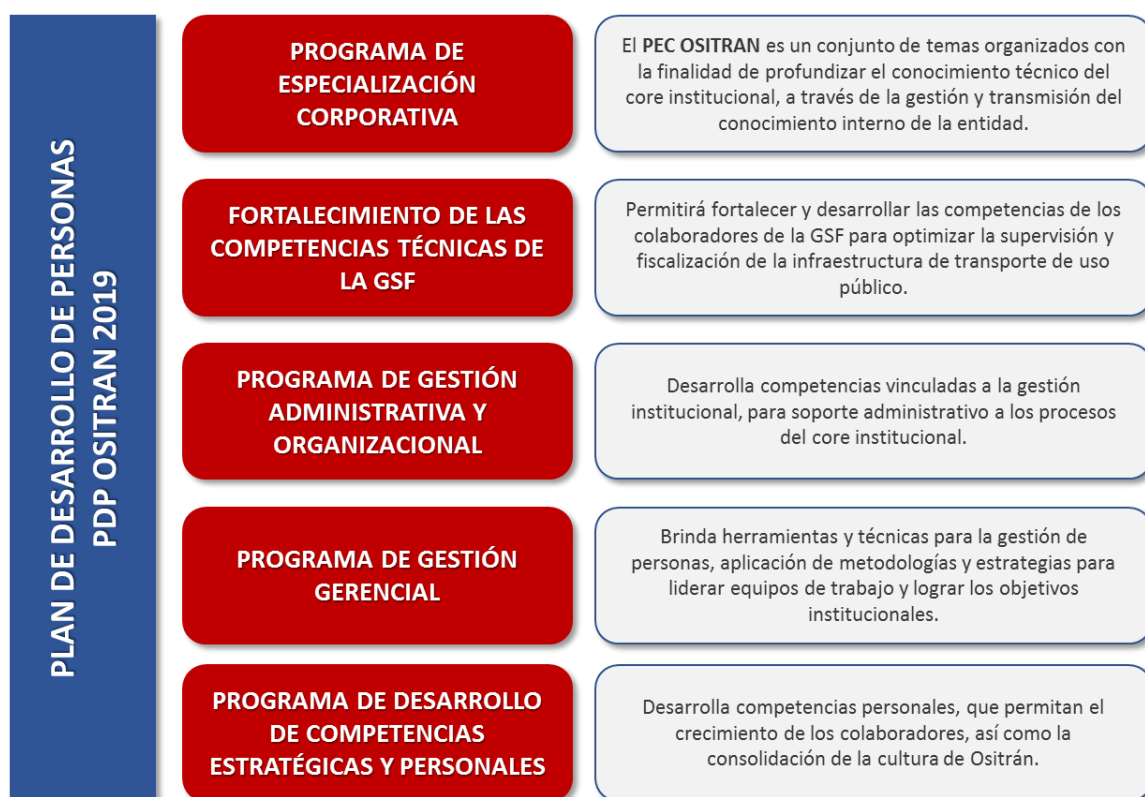 PLAN DE DESARROLLO DE PERSONAS
PDP OSITRAN 2019
PROGRAMA DE
ESPECIALIZACIÓN
CORPORATIVA
El PEC OSITRAN es un conjunto de temas organizados con
la finalidad de profundizar el conocimiento técnico del
core institucional, a través de la gestión y transmisión del
conocimiento interno de la entidad.
FORTALECIMIENTO DE LAS
COMPETENCIAS TÉCNICAS DE
LA GSF
Permitirá fortalecer y desarrollar las competencias de los
colaboradores de la GSF para optimizar la supervisión y
fiscalización de la infraestructura de transporte de uso
público.
PROGRAMA DE GESTIÓN
ADMINISTRATIVA Y
ORGANIZACIONAL
Desarrolla competencias vinculadas a la gestión
institucional, para soporte administrativo a los procesos
del core institucional.
PROGRAMA DE GESTIÓN
GERENCIAL
Brinda herramientas y técnicas para la gestión de
personas, aplicación de metodologías y estrategias para
liderar equipos de trabajo y lograr los objetivos
institucionales.
PROGRAMA DE DESARROLLO
DE COMPETENCIAS
ESTRATÉGICAS Y PERSONALES
Desarrolla competencias personales, que permitan el
crecimiento de los colaboradores, así como la
consolidación de la cultura de Ositrán.